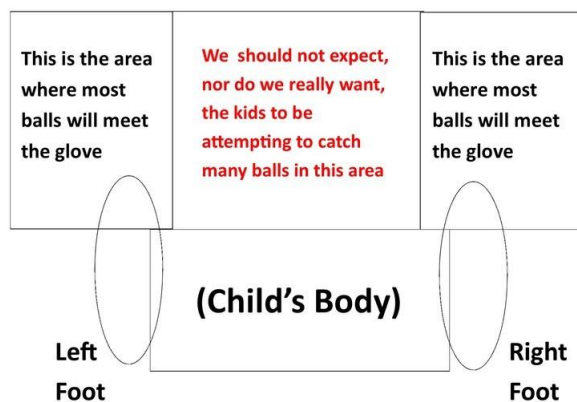 This is the area
where most
balls will meet
the glove
We should not expect,
nor do we really want,
the kids to be
attempting to catch
many balls in this area
This is the area
where most
balls will meet
the glove
(Child's Body)
Left
Foot
Right
Foot